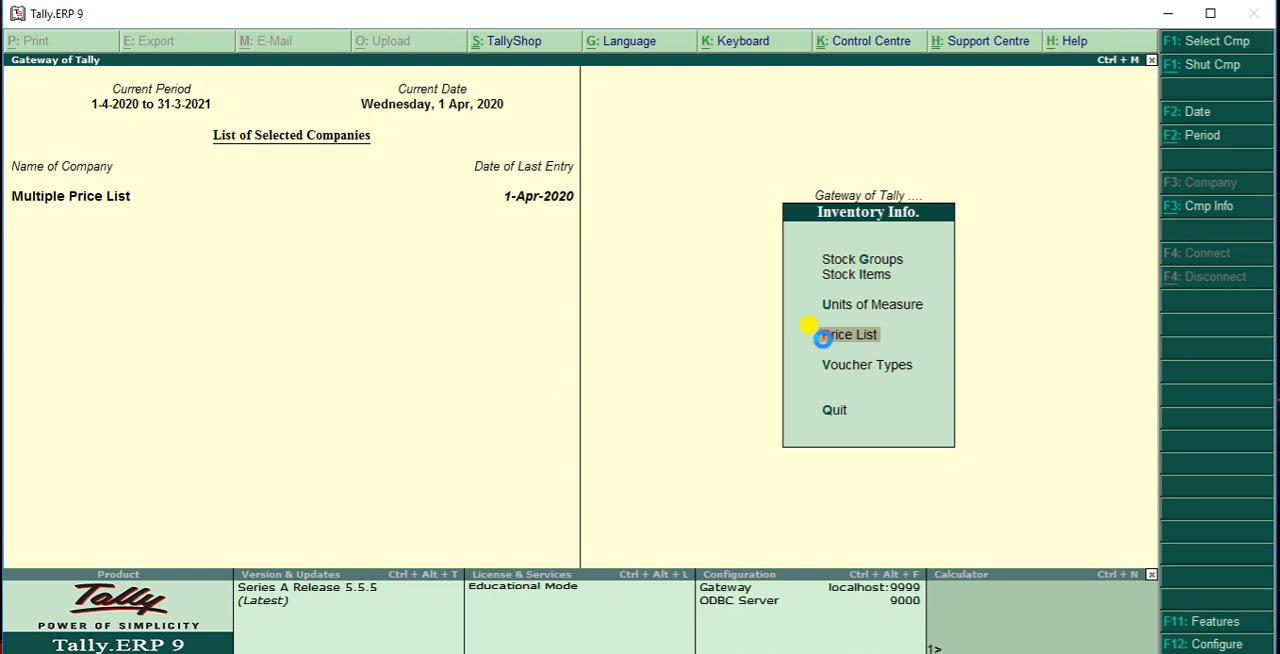 Tally.ERP 9
P: Print
E: Export
M: E-Mail
O: Upload
S: TallyShop
G: Language
K: Keyboard
K: Control Centre
H: Support Centre
H: Help
Gateway of Tally
Ctrl + M
Current Period
1-4-2020 to 31-3-2021
Current Date
Wednesday, 1 Apr, 2020
List of Selected Companies
Name of Company
Date of Last Entry
Multiple Price List
1-Apr-2020
Gateway of Tally ....
Inventory Info.
Stock Groups
Stock Items
Units of Measure
Price List
Voucher Types
Quit
F1: Select Cmp
F1: Shut Cmp
F2: Date
F2: Period
F3: Company
F3: Cmp Info
F4: Connect
F4: Disconnect
F11: Features
F12: Configure
Product
Tally
POWER OF SIMPLICITY
Tally.ERP 9
Version & Updates
Ctrl + Alt + T
Series A Release 5.5.5
(Latest)
License & Services
Ctrl + Alt + L
Educational Mode
Configuration
Ctrl + Alt + F
Gateway
localhost:9999
ODBC Server
9000
Calculator
Ctrl + N
1>